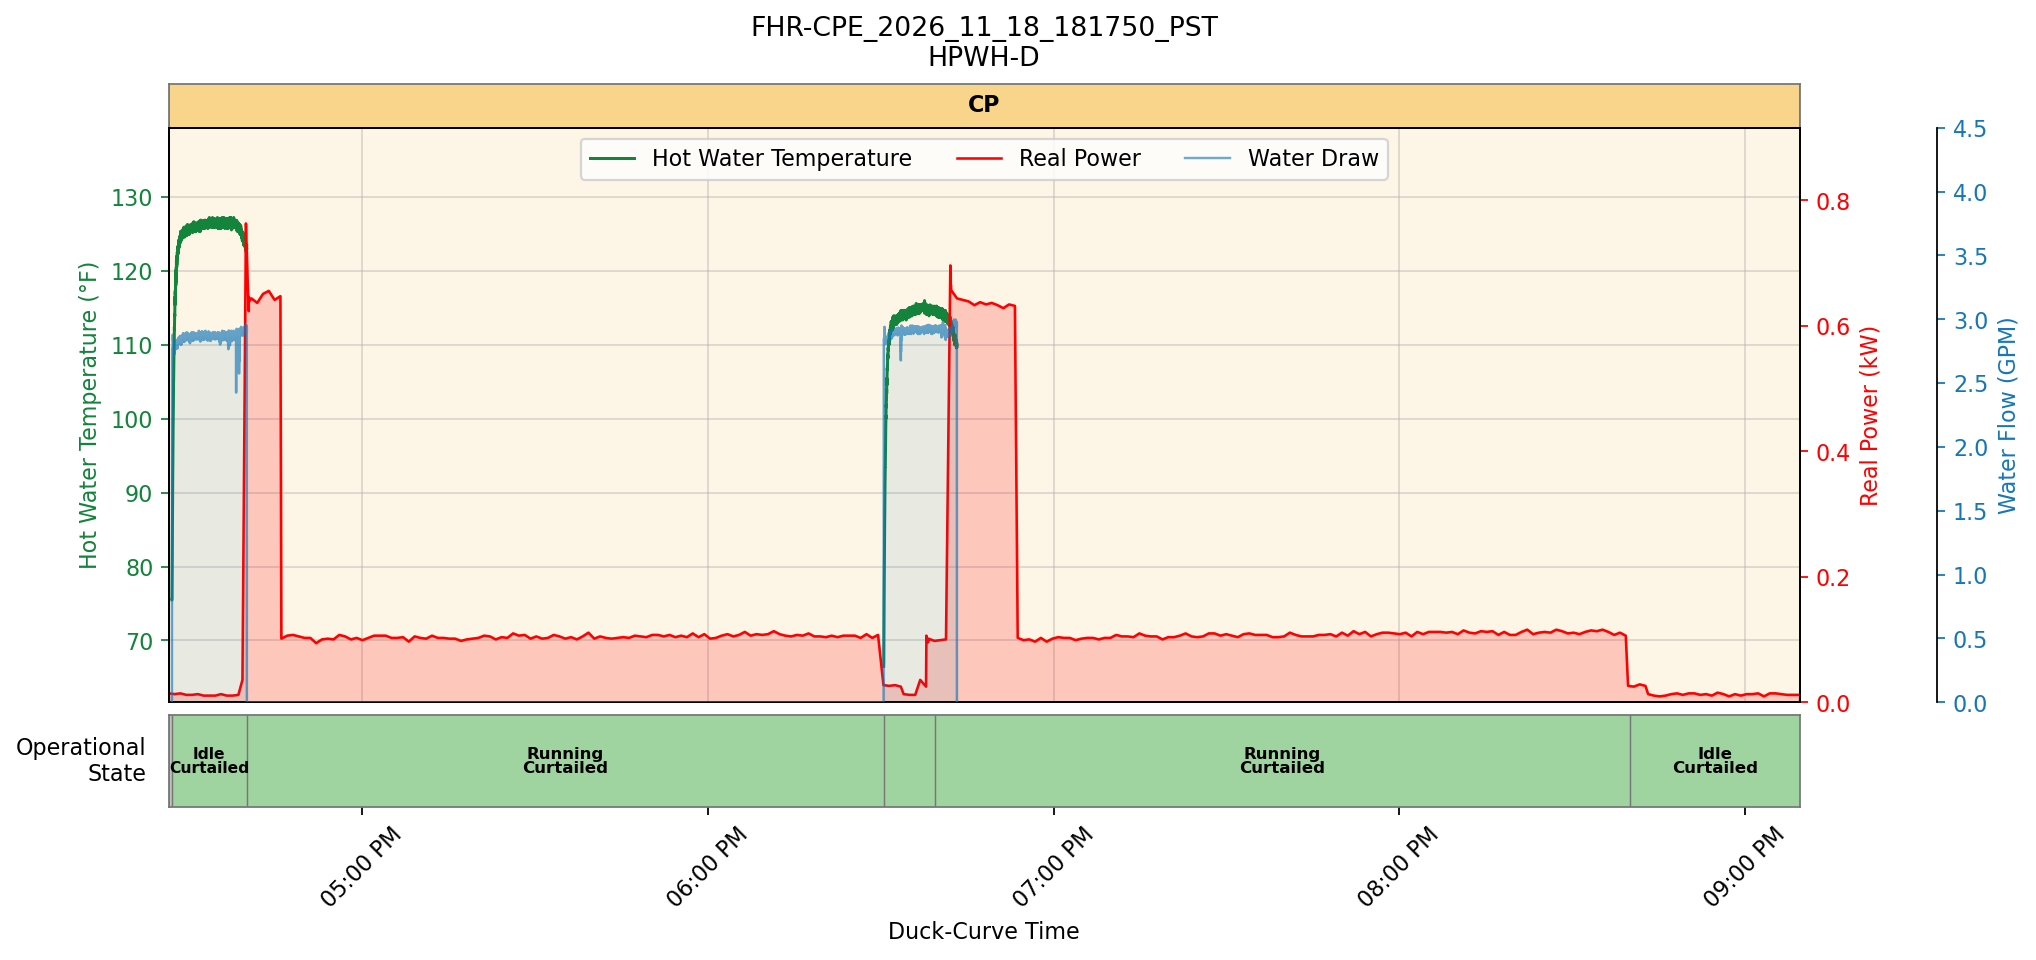 FHR-CPE_2026_11_18_181750_PST
HPWH-D
CP
Hot Water Temperature
Real Power
Water Draw
Hot Water Temperature (°F)
130
120
110
100
90
80
70
0.8
0.6
0.4
0.2
0.0
Real Power (kW)
4.5
4.0
3.5
3.0
2.5
2.0
1.5
1.0
0.5
0.0
Water Flow (GPM)
Operational
State
Idle
Curtailed
Running
Curtailed
Running
Curtailed
Idle
Curtailed
05:00 PM
06:00 PM
07:00 PM
08:00 PM
09:00 PM
Duck-Curve Time